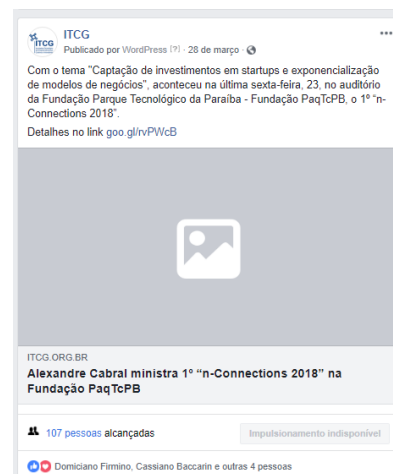 ITCG
ITCG
Publicado por WordPress [?] · 28 de março ·
Com o tema "Captação de investimentos em startups e exponencialização
de modelos de negócios", aconteceu na última sexta-feira, 23, no auditório
da Fundação Parque Tecnológico da Paraíba - Fundação PaqTcPB, o 1º “n-
Connections 2018”.
Detalhes no link goo.gl/rvPWcB
ITCG.ORG.BR
Alexandre Cabral ministra 1º “n-Connections 2018” na
Fundação PaqTcPB
107 pessoas alcançadas
Impulsionamento indisponível
Domiciano Firmino, Cassiano Baccarin e outras 4 pessoas